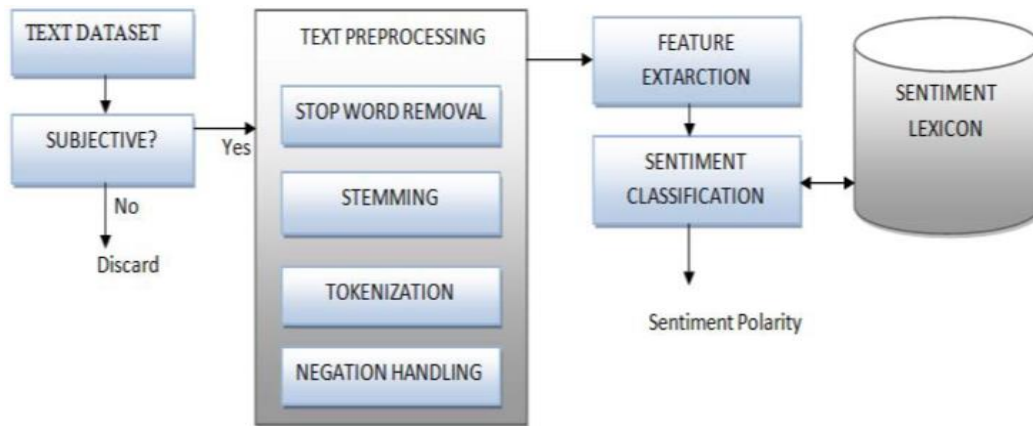 TEXT DATASET
SUBJECTIVE?
Yes
No
Discard
TEXT PREPROCESSING
STOP WORD REMOVAL
STEMMING
TOKENIZATION
NEGATION HANDLING
FEATURE
EXTARCTION
SENTIMENT
CLASSIFICATION
Sentiment Polarity
SENTIMENT
LEXICON